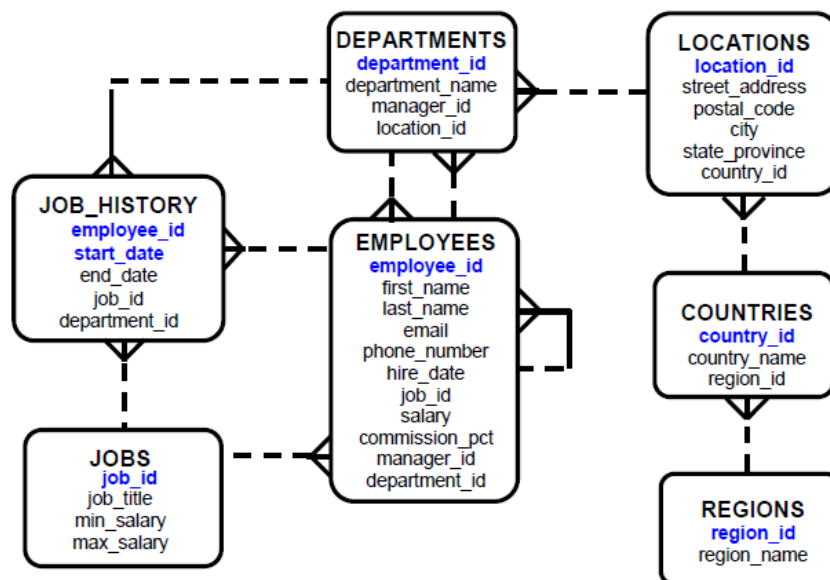 DEPARTMENTS
department_id
department_name
manager_id
location_id
LOCATIONS
location_id
street_address
postal_code
city
state_province
country_id
JOB_HISTORY
employee_id
start_date
end_date
job_id
department_id
EMPLOYEES
employee_id
first_name
last_name
email
phone_number
hire_date
job_id
salary
commission_pct
manager_id
department_id
COUNTRIES
country_id
country_name
region_id
JOBS
job_id
job_title
min_salary
max_salary
REGIONS
region_id
region_name